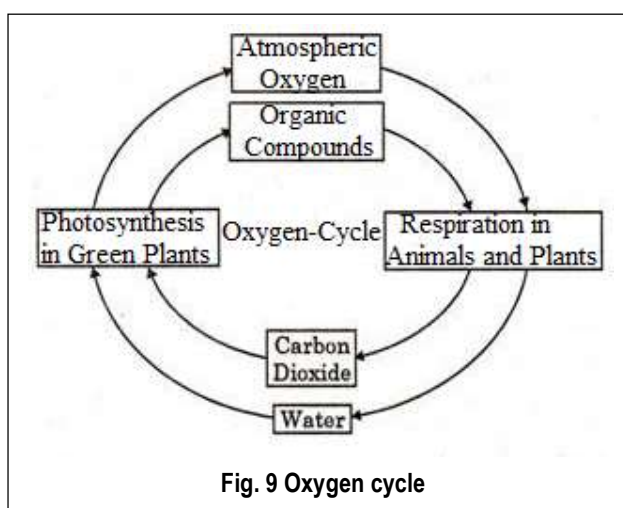 Atmospheric
Oxygen
Organic
Compounds
Photosynthesis
in Green Plants
Oxygen-Cycle
Respiration in
Animals and Plants
Carbon
Dioxide
Water
Fig. 9 Oxygen cycle